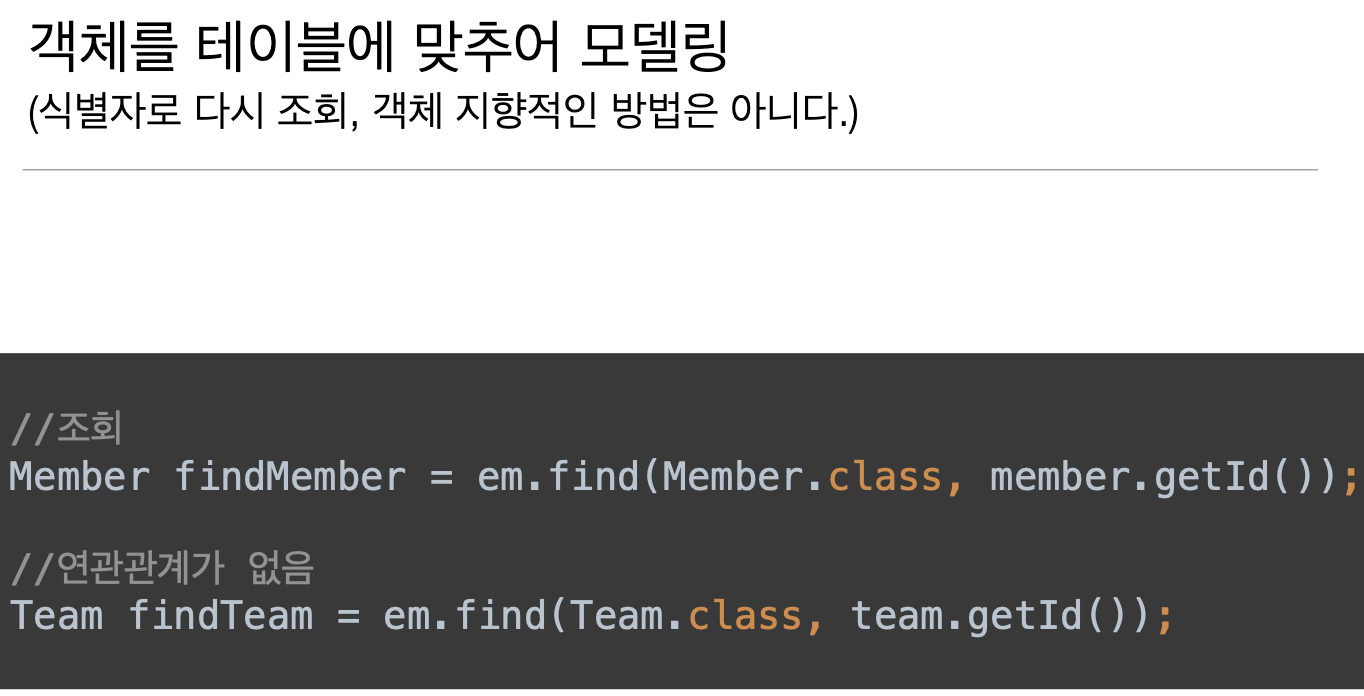 객체를 테이블에 맞추어 모델링
(식별자로 다시 조회, 객체 지향적인 방법은 아니다.)
//조회
Member findMember = em.find(Member.class, member.getId());
//연관관계가 없음
Team findTeam = em.find(Team.class, team.getId());